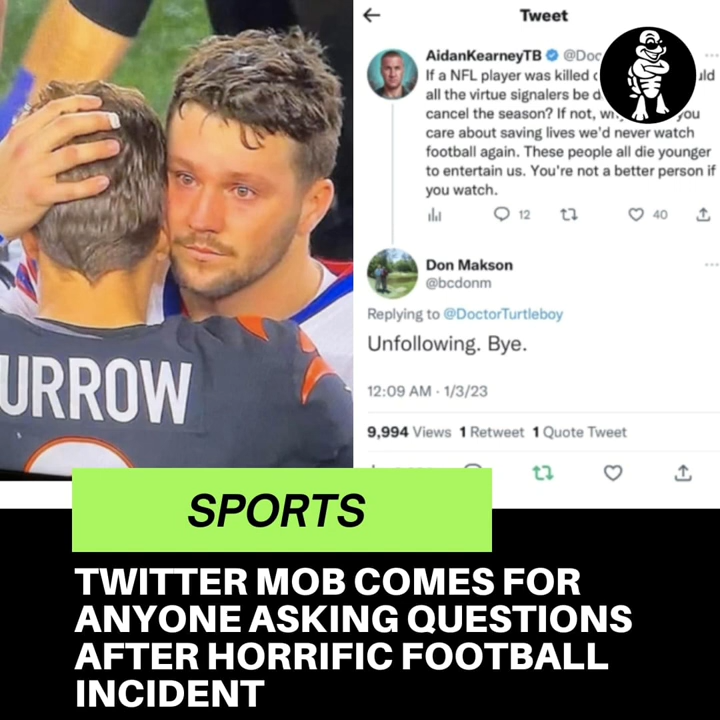 URROW
Tweet
AidanKearneyTB @Doc
If a NFL player was killed
all the virtue signalers be d
cancel the season? If not, you
care about saving lives we'd never watch
football again. These people all die younger
to entertain us. You're not a better person if
you watch.
12 40
Don Makson
@bcdonm
Replying to @DoctorTurtleboy
Unfollowing. Bye.
12:09 AM · 1/3/23
9,994 Views 1 Retweet 1 Quote Tweet
SPORTS
TWITTER MOB COMES FOR
ANYONE ASKING QUESTIONS
AFTER HORRIFIC FOOTBALL
INCIDENT